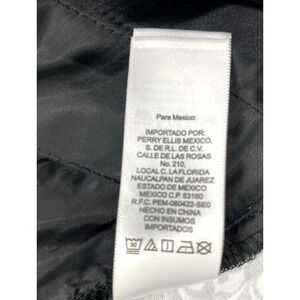 Para Mexico:
IMPORTADO POR:
PERRY ELLIS MEXICO,
S. DE R.L. DE C.V.
CALLE DE LAS ROSAS
No. 210,
LOCAL C, LA FLORIDA
NAUCALPAN DE JUAREZ
ESTADO DE MEXICO
MEXICO C.P. 53160
R.F.C. PEM-080422-SE0
HECHO EN CHINA
CON INSUMOS
IMPORTADOS
30